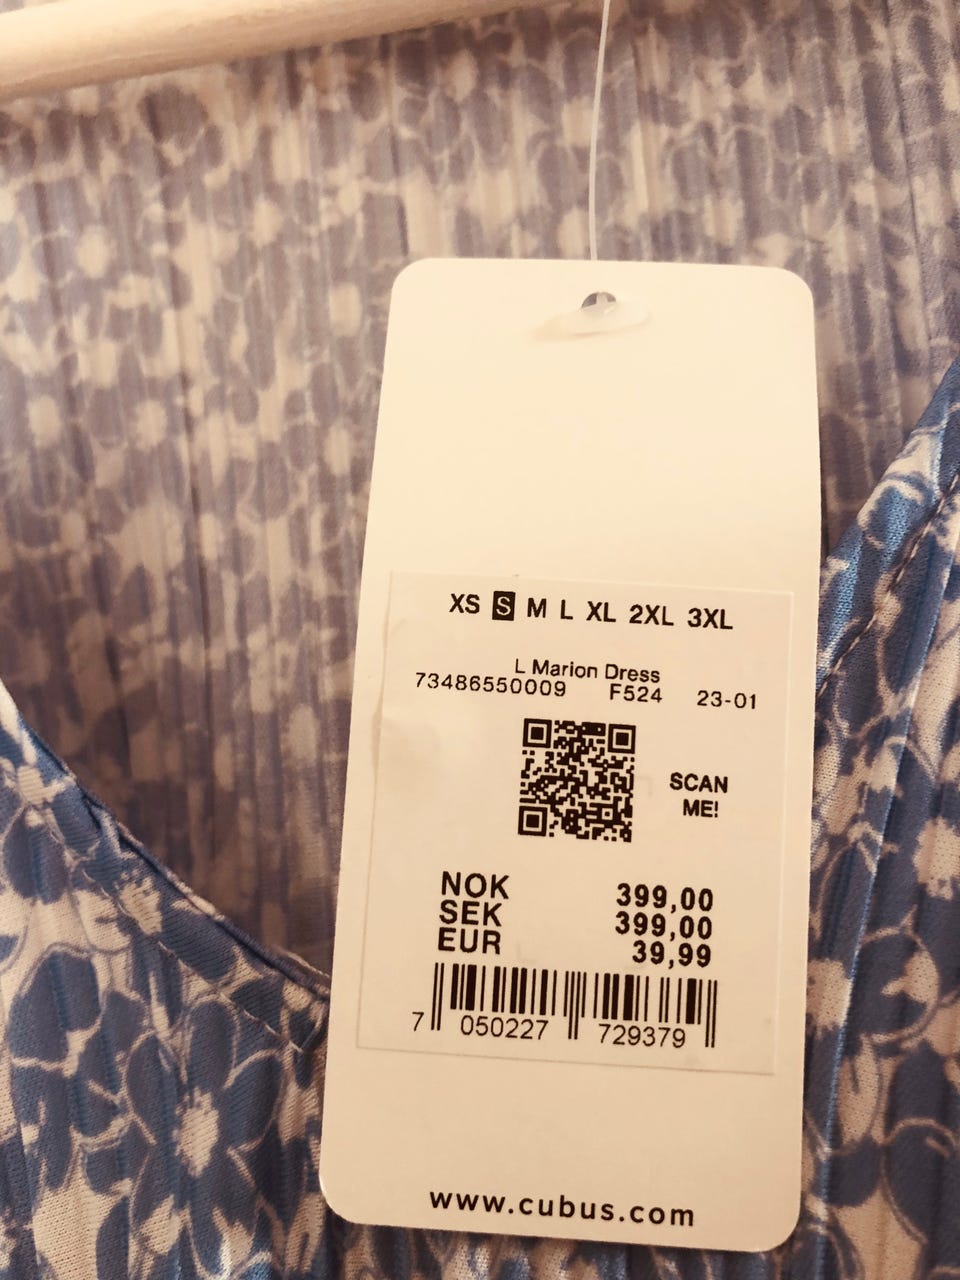 XS S M L XL 2XL 3XL
L Marion Dress
73486550009 F524 23-01
SCAN
ME!
NOK 399,00
SEK 399,00
EUR 39,99
7 050227 729379
www.cubus.com